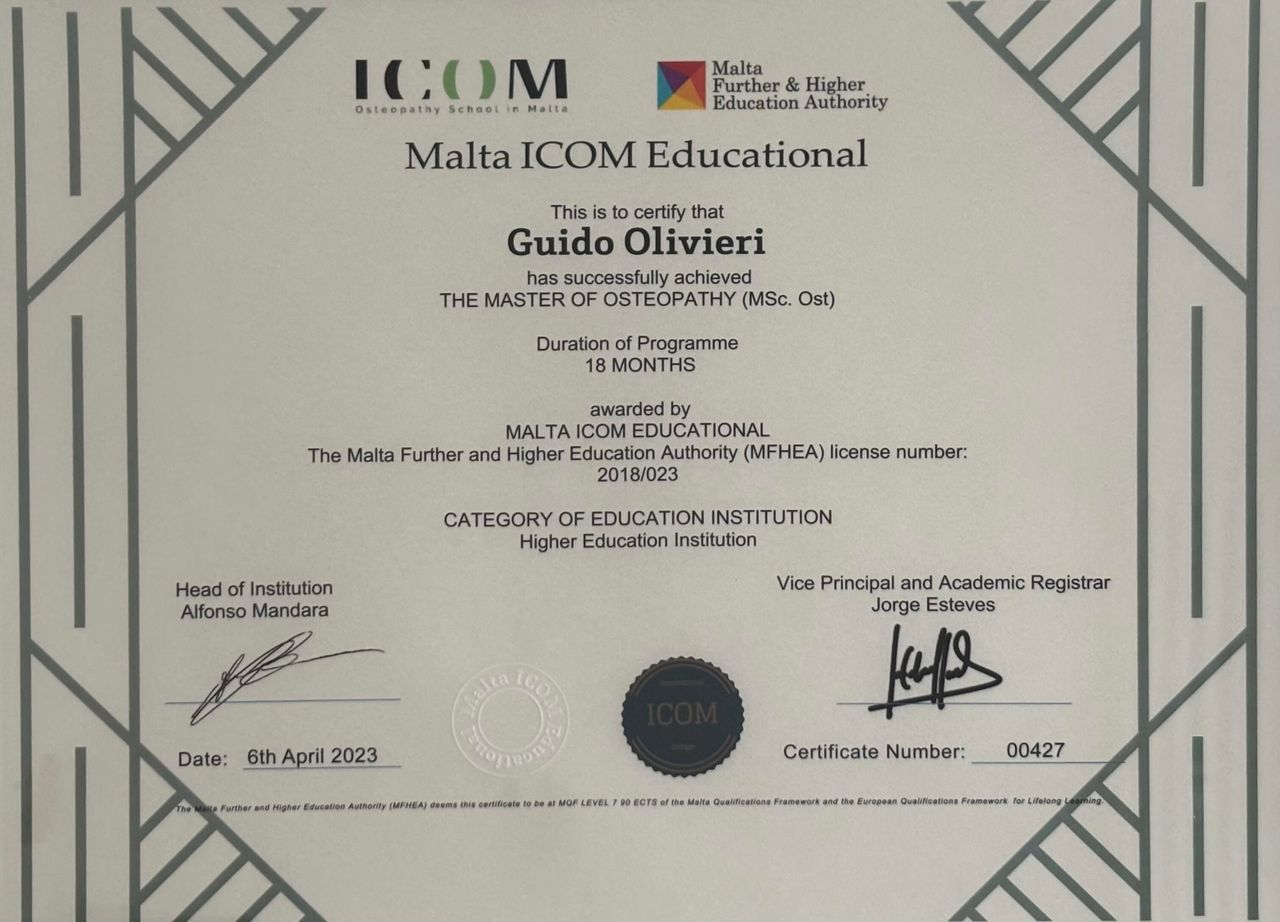 ICOM
Osteopathy School in Malta
Malta
Further & Higher
Education Authority
Malta ICOM Educational
This is to certify that
Guido Olivieri
has successfully achieved
THE MASTER OF OSTEOPATHY (MSc. Ost)
Duration of Programme
18 MONTHS
awarded by
MALTA ICOM EDUCATIONAL
The Malta Further and Higher Education Authority (MFHEA) license number:
2018/023
CATEGORY OF EDUCATION INSTITUTION
Higher Education Institution
Head of Institution
Alfonso Mandara
Vice Principal and Academic Registrar
Jorge Esteves
Malta ICOM Educational
ICOM
Date: 6th April 2023
Certificate Number: 00427
The Malta Further and Higher Education Authority (MFHEA) deems this certificate to be at MQF LEVEL 7 90 ECTS of the Malta Qualifications Framework and the European Qualifications Framework for Lifelong Learning.